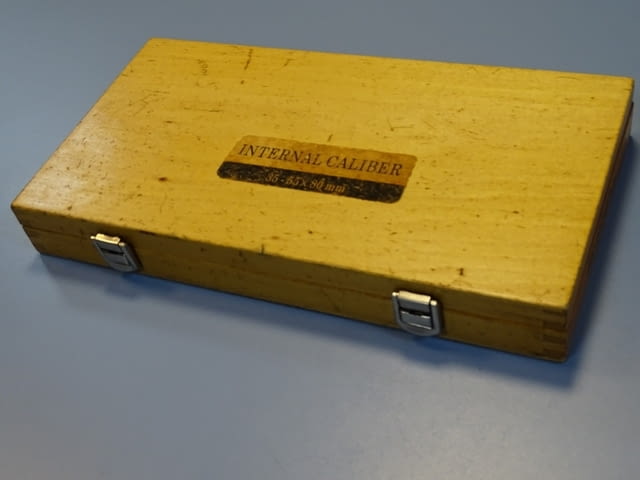 INTERNAL CALIBER
35 - 55 x 80 mm